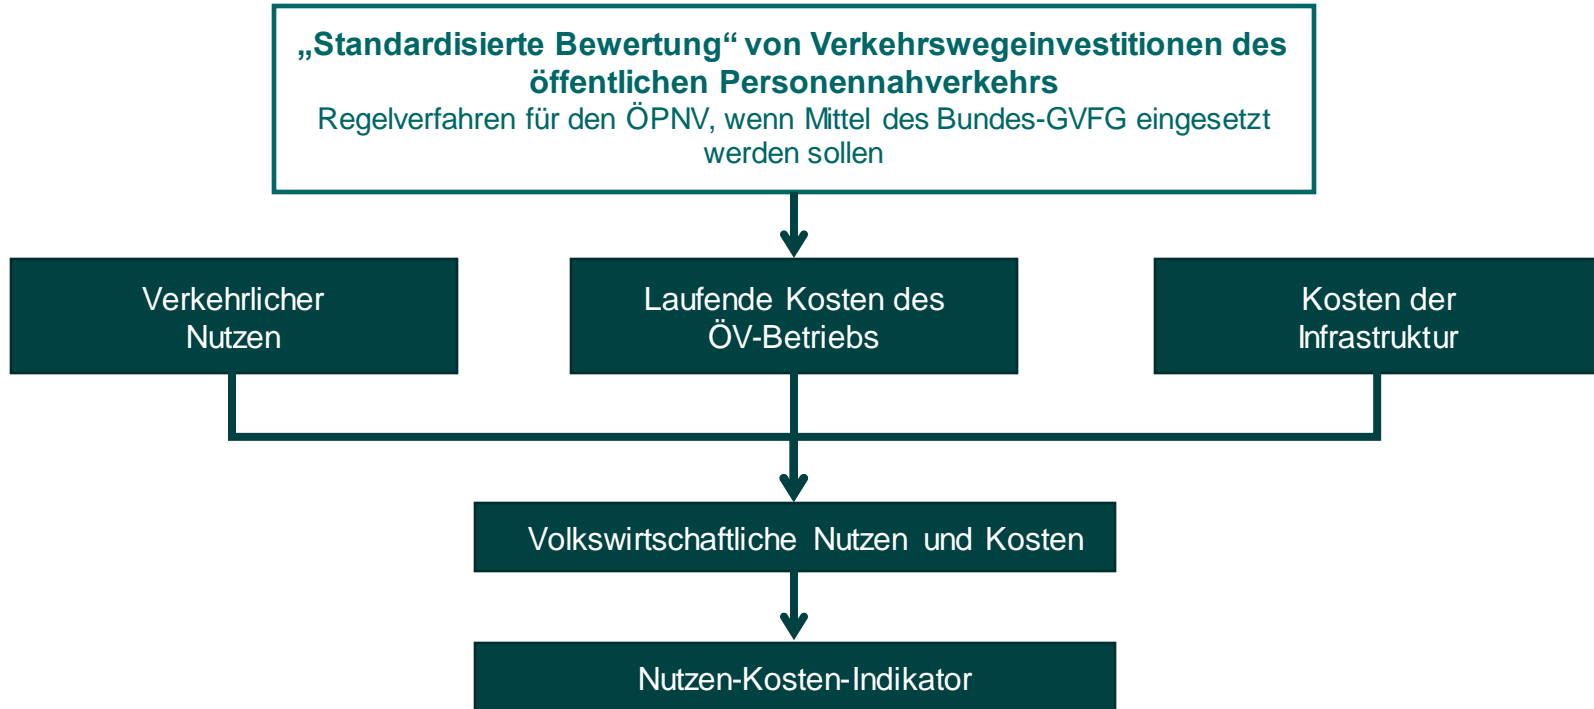 „Standardisierte Bewertung“ von Verkehrswegeinvestitionen des
öffentlichen Personennahverkehrs
Regelverfahren für den ÖPNV, wenn Mittel des Bundes-GVFG eingesetzt
werden sollen
Verkehrlicher
Nutzen
Laufende Kosten des
ÖV-Betriebs
Kosten der
Infrastruktur
Volkswirtschaftliche Nutzen und Kosten
Nutzen-Kosten-Indikator